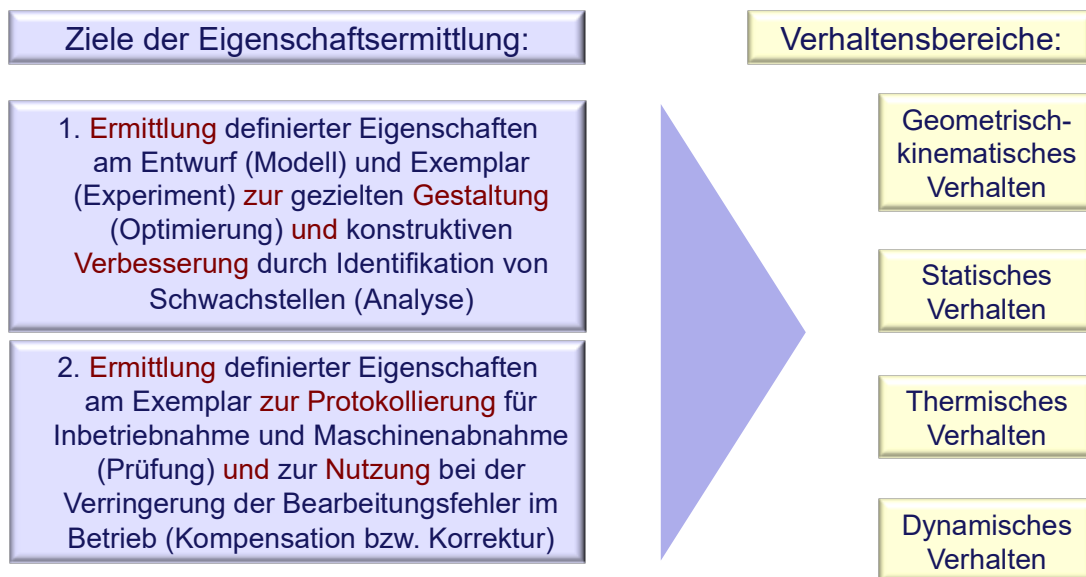 Ziele der Eigenschaftsermittlung:
1. Ermittlung definierter Eigenschaften
am Entwurf (Modell) und Exemplar
(Experiment) zur gezielten Gestaltung
(Optimierung) und konstruktiven
Verbesserung durch Identifikation von
Schwachstellen (Analyse)
2. Ermittlung definierter Eigenschaften
am Exemplar zur Protokollierung für
Inbetriebnahme und Maschinenabnahme
(Prüfung) und zur Nutzung bei der
Verringerung der Bearbeitungsfehler im
Betrieb (Kompensation bzw. Korrektur)
Verhaltensbereiche:
Geometrisch-
kinematisches
Verhalten
Statisches
Verhalten
Thermisches
Verhalten
Dynamisches
Verhalten